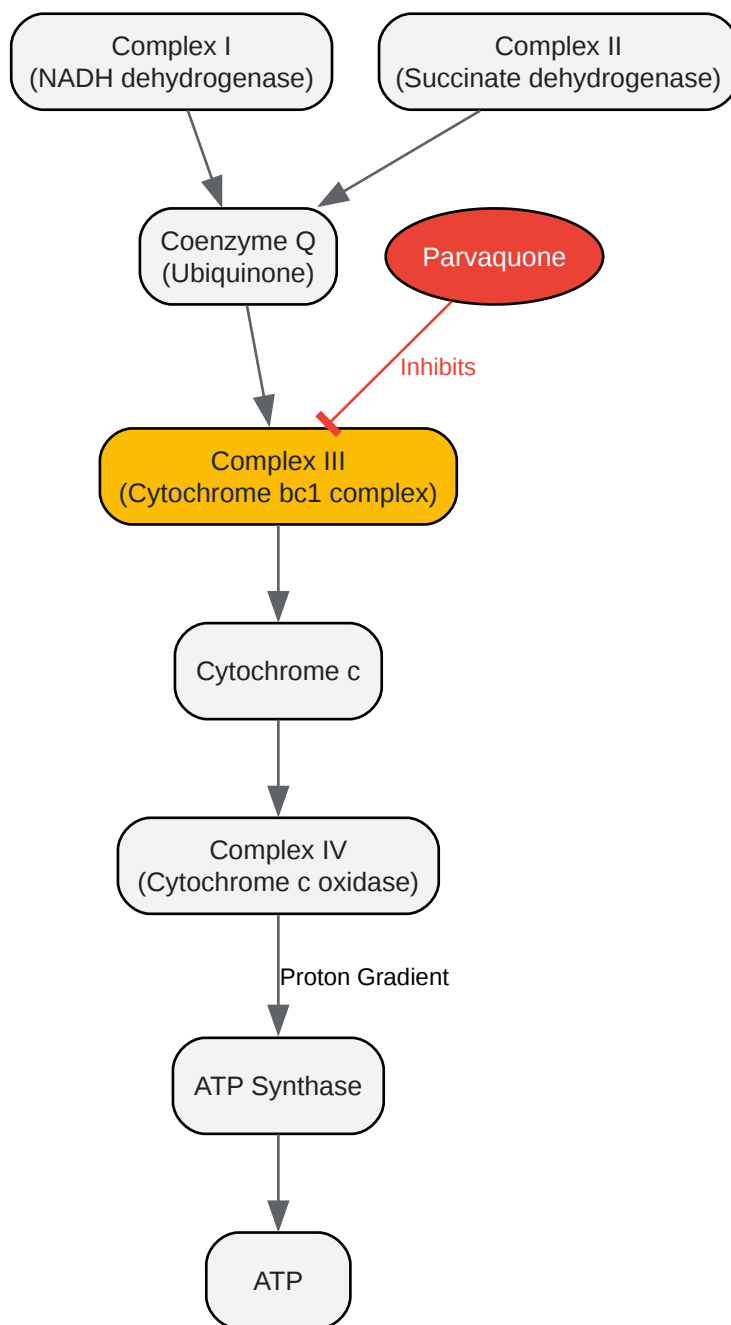 Complex I
(NADH dehydrogenase)
Complex II
(Succinate dehydrogenase)
Coenzyme Q
(Ubiquinone)
Parvaquone
Inhibits
Complex III
(Cytochrome bc1 complex)
Cytochrome c
Complex IV
(Cytochrome c oxidase)
Proton Gradient
ATP Synthase
ATP